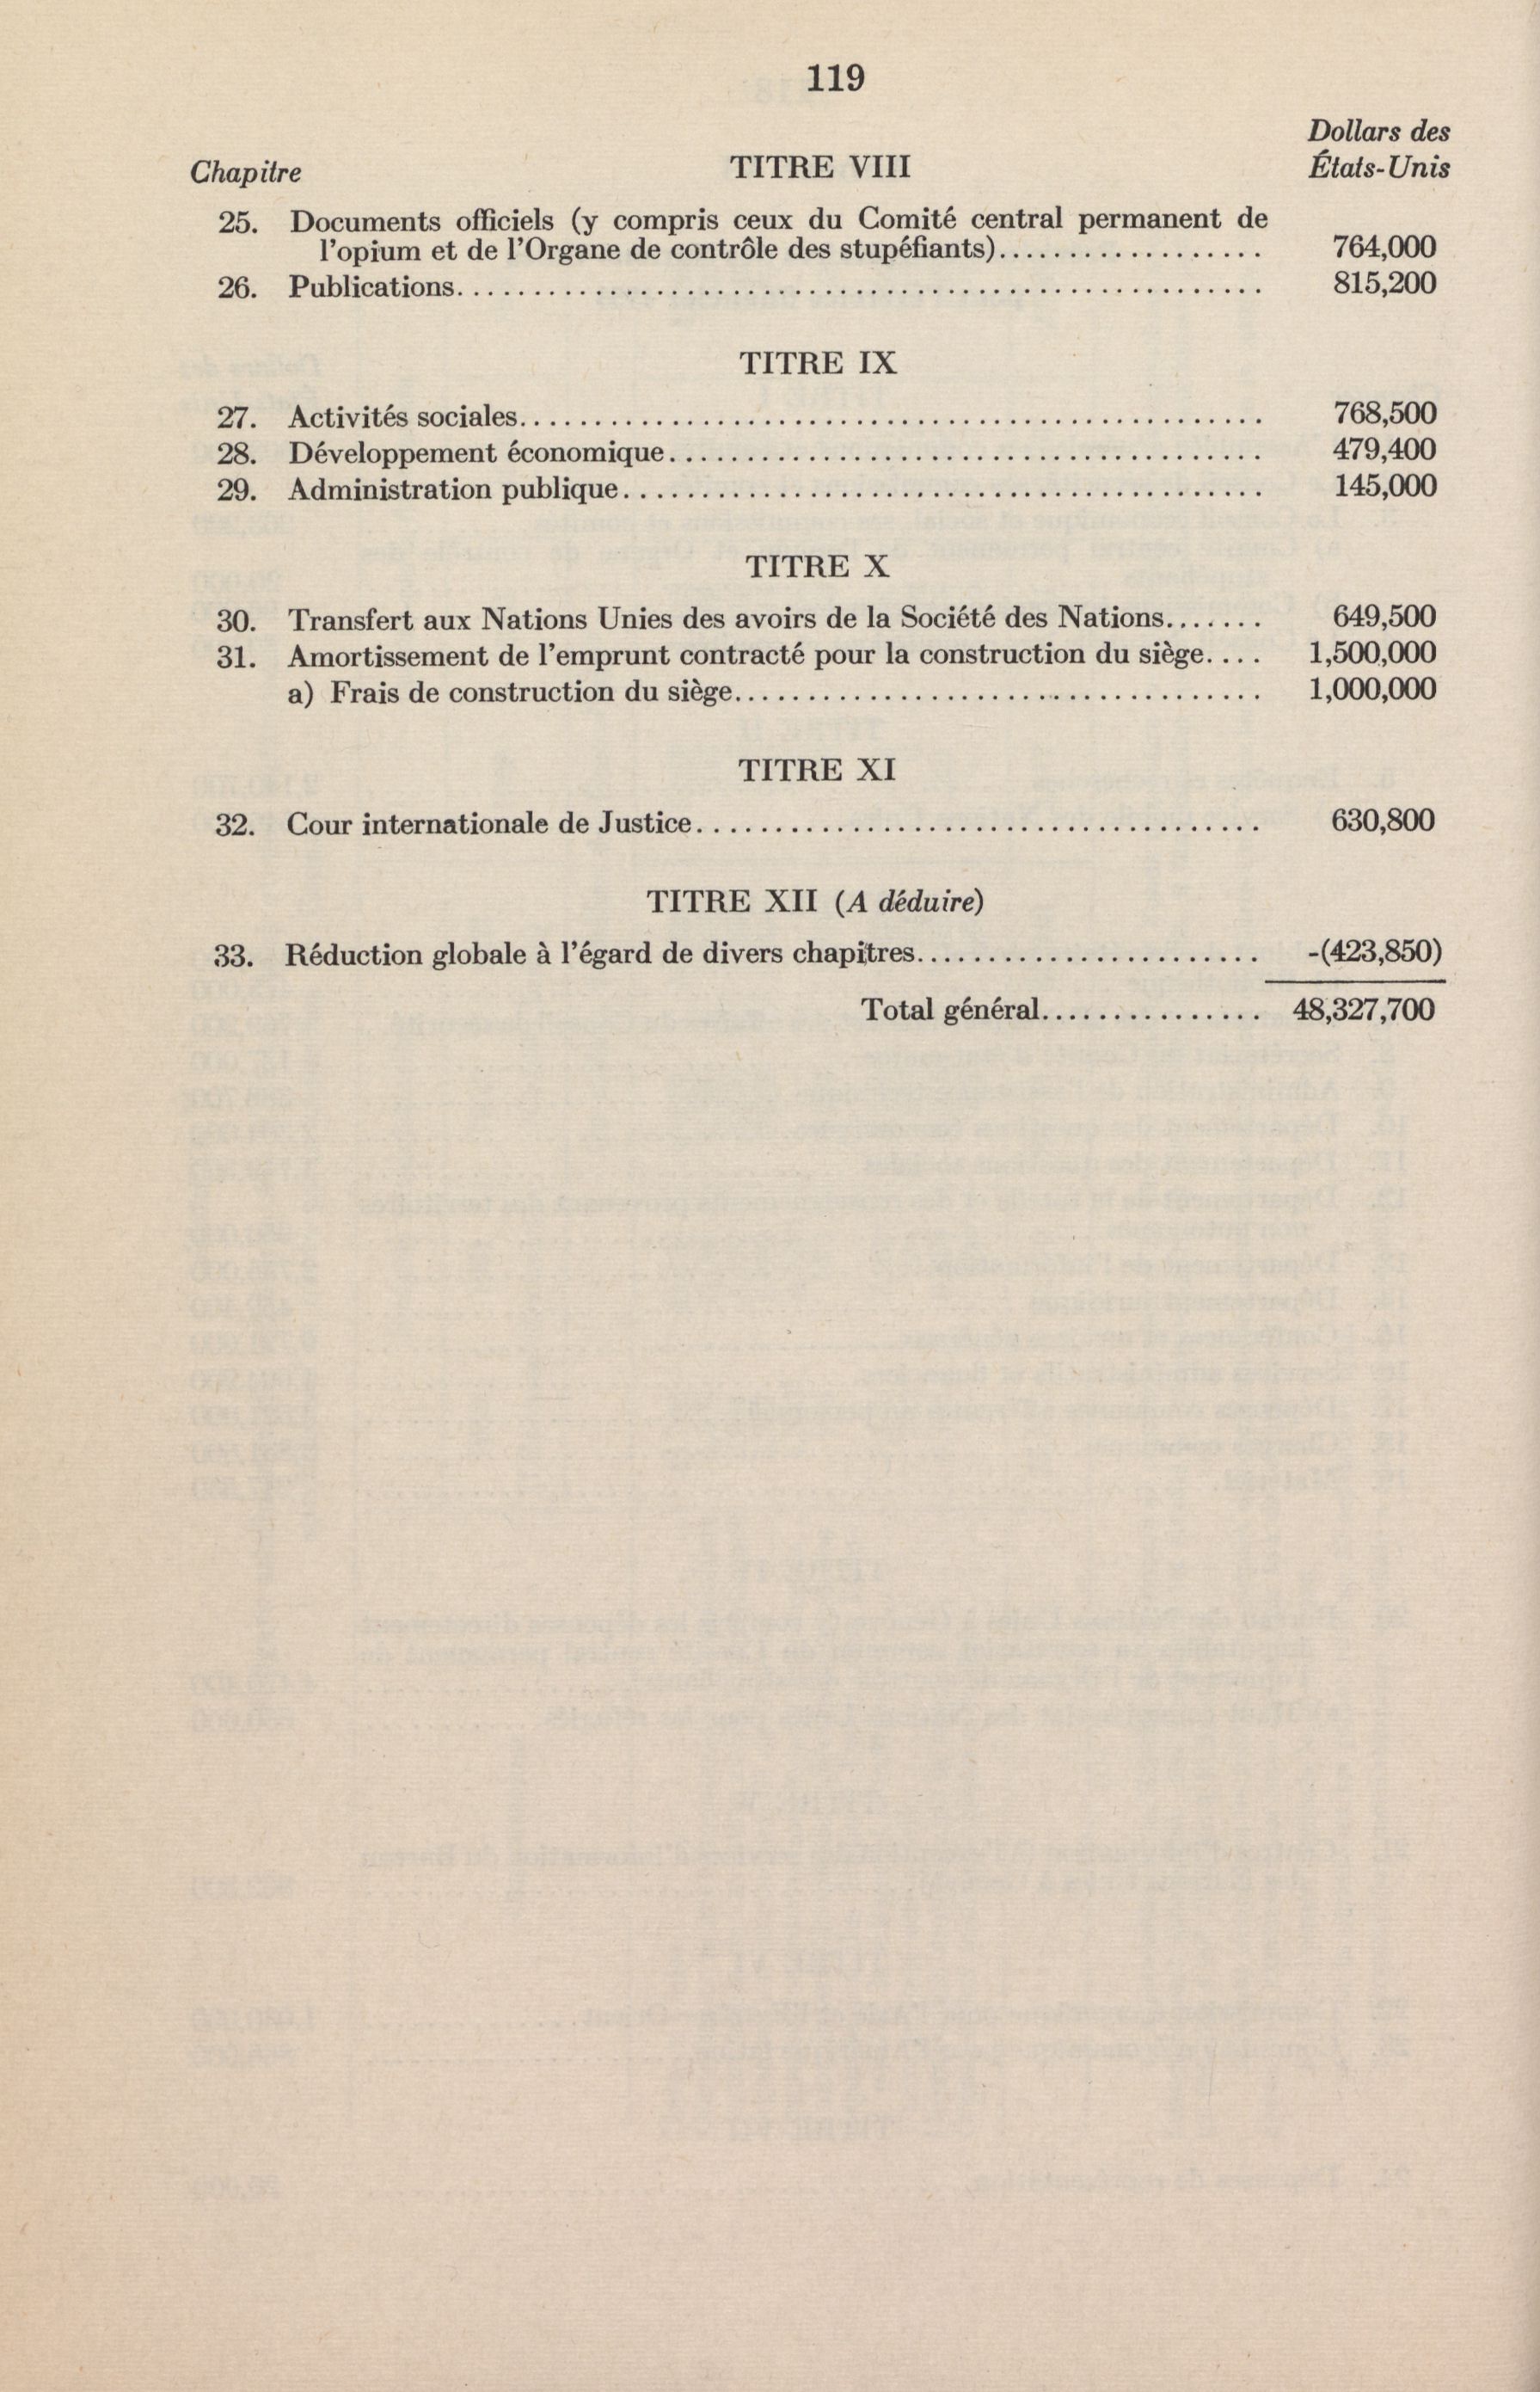 119
Dollars des
Chapitre TITRE VIII États-Unis
25. Documents officiels (y compris ceux du Comité central permanent de
l'opium et de l'Organe de contrôle des stupéfiants).................. 764,000
26. Publications..................................................... 815,200
TITRE IX
27. Activités sociales................................................. 768,500
28. Développement économique....................................... 479,400
29. Administration publique.......................................... 145,000
TITRE X
30. Transfert aux Nations Unies des avoirs de la Société des Nations....... 649,500
31. Amortissement de l'emprunt contracté pour la construction du siège.... 1,500,000
a) Frais de construction du siège................................... 1,000,000
TITRE XI
32. Cour internationale de Justice..................................... 630,800
TITRE XII (A déduire)
33. Réduction globale à l'égard de divers chapitres....................... -(423,850)
Total général............... 48,327,700